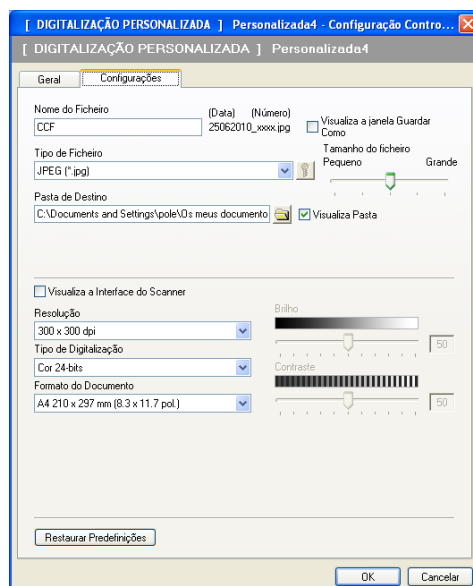 [ DIGITALIZAÇÃO PERSONALIZADA ] Personalizada4 - Configuração Contro...
[ DIGITALIZAÇÃO PERSONALIZADA ] Personalizada4
Geral Configurações
Nome do Ficheiro (Data) (Número)
CCF 25062010_xxxx.jpg Visualiza a janela Guardar Como
Tipo de Ficheiro Tamanho do ficheiro
JPEG (*.jpg) Pequeno Grande
Pasta de Destino
C:\Documents and Settings\pole\Os meus documento Visualiza Pasta
Visualiza a Interface do Scanner
Resolução Brilho
300 x 300 dpi 50
Tipo de Digitalização
Cor 24-bits Contraste
Formato do Documento
A4 210 x 297 mm (8.3 x 11.7 pol.) 50
Restaurar Predefinições
OK Cancelar